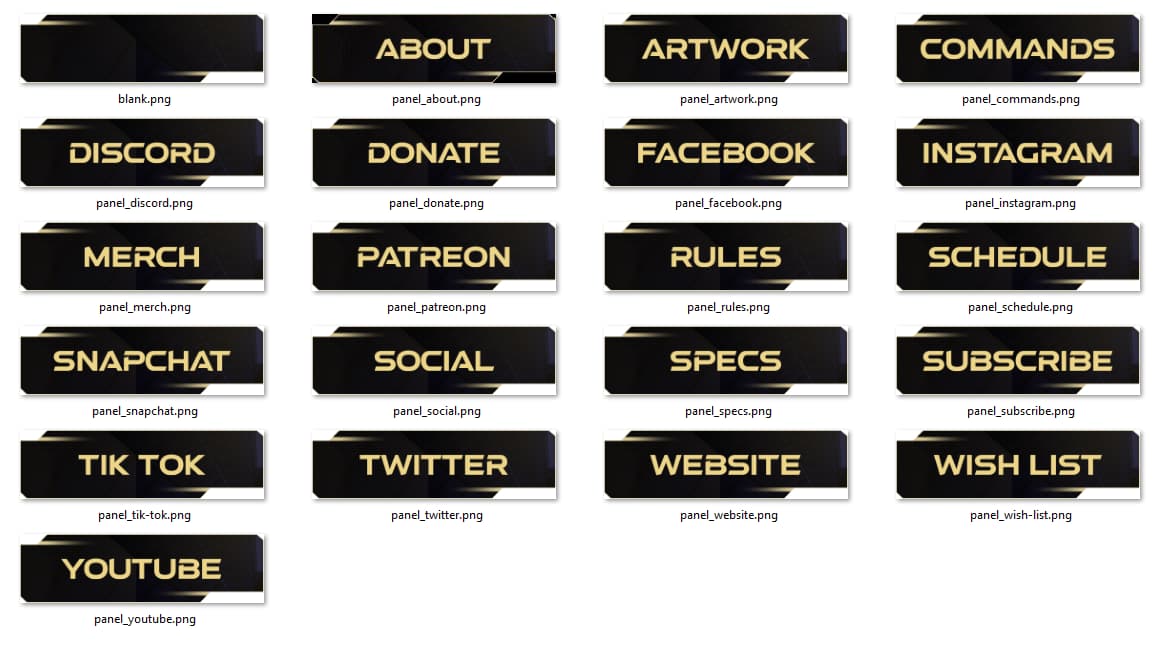 blank.png
ABOUT
panel_about.png
ARTWORK
panel_artwork.png
COMMANDS
panel_commands.png
DISCORD
panel_discord.png
DONATE
panel_donate.png
FACEBOOK
panel_facebook.png
INSTAGRAM
panel_instagram.png
MERCH
panel_merch.png
PATREON
panel_patreon.png
RULES
panel_rules.png
SCHEDULE
panel_schedule.png
SNAPCHAT
panel_snapchat.png
SOCIAL
panel_social.png
SPECS
panel_specs.png
SUBSCRIBE
panel_subscribe.png
TIK TOK
panel_tik-tok.png
TWITTER
panel_twitter.png
WEBSITE
panel_website.png
WISH LIST
panel_wish-list.png
YOUTUBE
panel_youtube.png